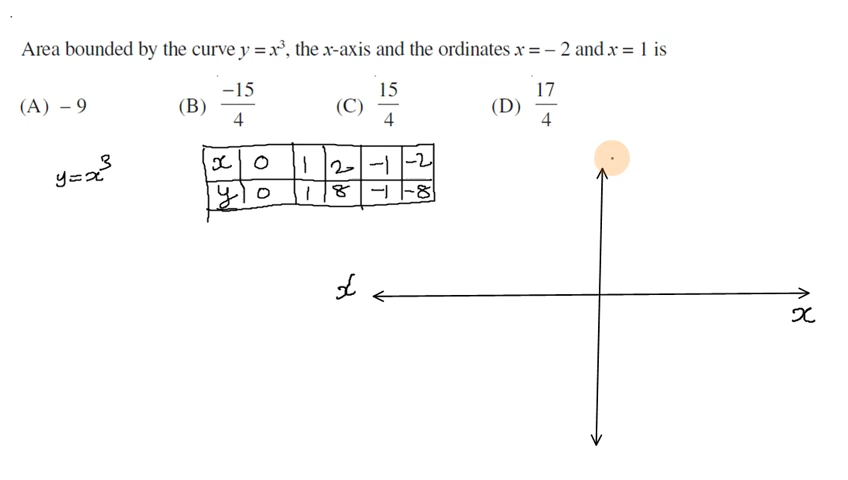 Area bounded by the curve y = x³, the x-axis and the ordinates x = – 2 and x = 1 is
(A) – 9 (B) –15/4 (C) 15/4 (D) 17/4
y=x³
x 0 1 2 -1 -2
y 0 1 8 -1 -8
x'
x